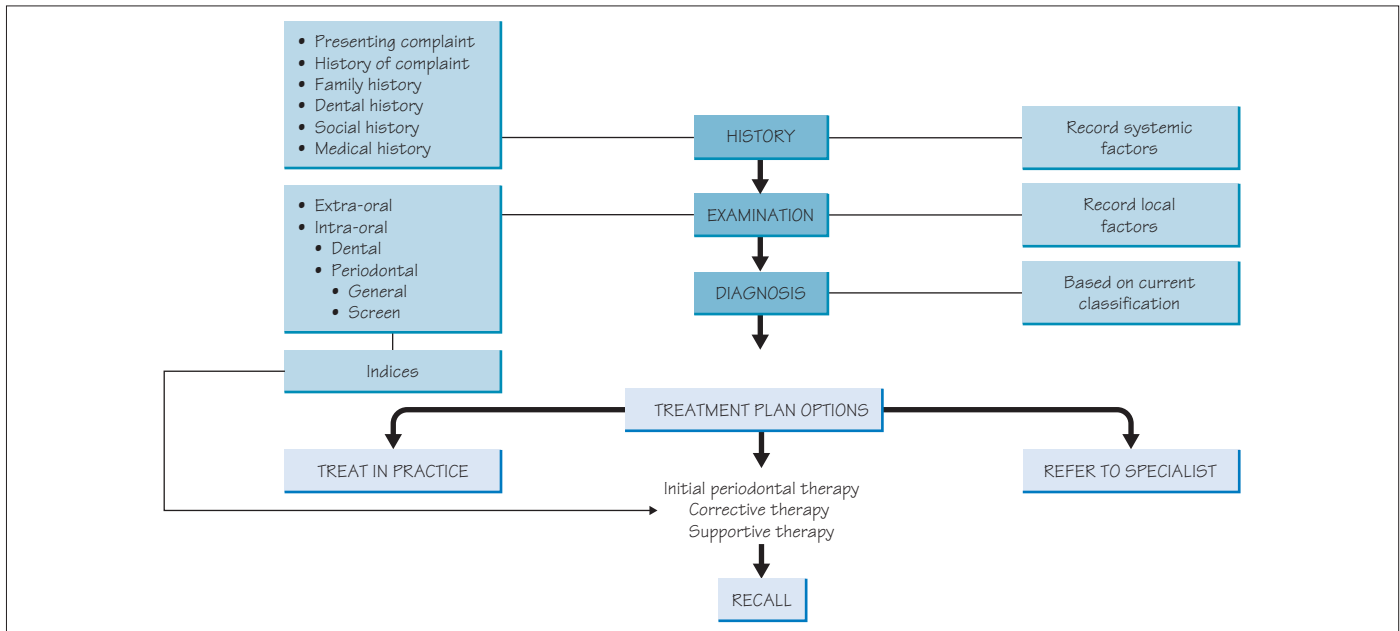 • Presenting complaint
• History of complaint
• Family history
• Dental history
• Social history
• Medical history
HISTORY
Record systemic
factors
• Extra-oral
• Intra-oral
• Dental
• Periodontal
• General
• Screen
EXAMINATION
Record local
factors
DIAGNOSIS
Based on current
classification
Indices
TREATMENT PLAN OPTIONS
TREAT IN PRACTICE
REFER TO SPECIALIST
Initial periodontal therapy
Corrective therapy
Supportive therapy
RECALL